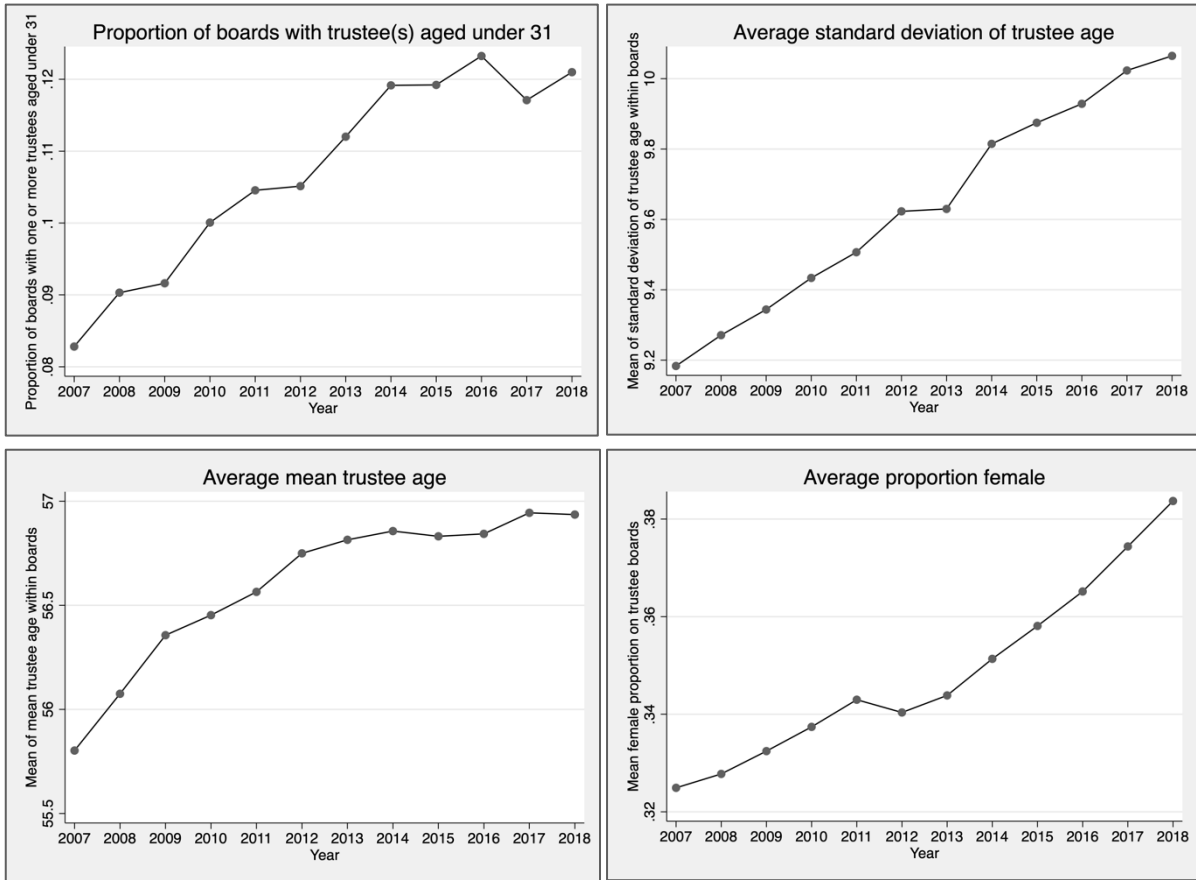 Proportion of boards with trustee(s) aged under 31
Proportion of boards with one or more trustees aged under 31
.12
.11
.1
.09
.08
2007 2008 2009 2010 2011 2012 2013 2014 2015 2016 2017 2018
Year
Average standard deviation of trustee age
Mean of standard deviation of trustee age within boards
10
9.8
9.6
9.4
9.2
2007 2008 2009 2010 2011 2012 2013 2014 2015 2016 2017 2018
Year
Average mean trustee age
Mean of mean trustee age within boards
57
56.5
56
55.5
2007 2008 2009 2010 2011 2012 2013 2014 2015 2016 2017 2018
Year
Average proportion female
Mean female proportion on trustee boards
.38
.36
.34
.32
2007 2008 2009 2010 2011 2012 2013 2014 2015 2016 2017 2018
Year